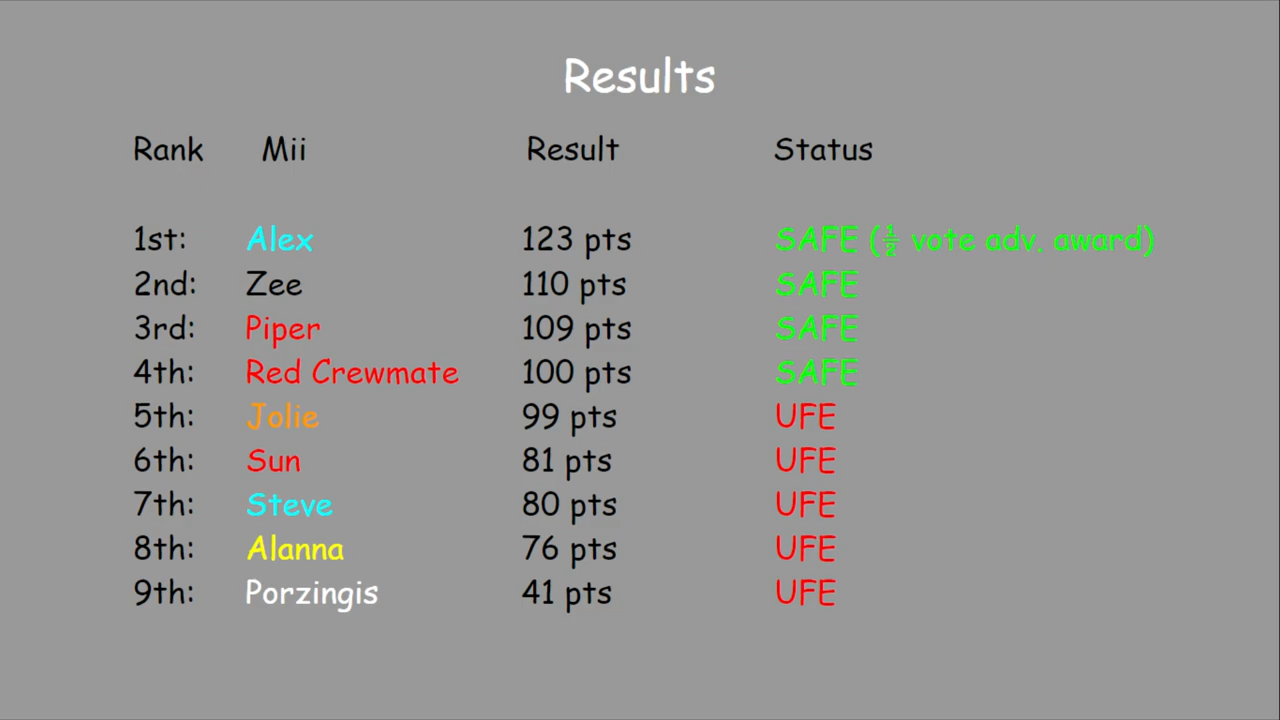 Results
Rank Mii Result Status
1st: Alex 123 pts SAFE (½ vote adv. award)
2nd: Zee 110 pts SAFE
3rd: Piper 109 pts SAFE
4th: Red Crewmate 100 pts SAFE
5th: Jolie 99 pts UFE
6th: Sun 81 pts UFE
7th: Steve 80 pts UFE
8th: Alanna 76 pts UFE
9th: Porzingis 41 pts UFE